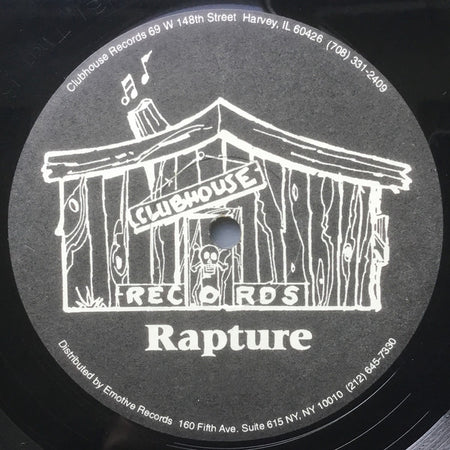 Clubhouse Records 69 W 148th Street Harvey, IL 60426 (708) 331-2409
CLUBHOUSE
RECORDS
Rapture
Distributed by Emotive Records 160 Fifth Ave. Suite 615 NY, NY 10010 (212) 645-7330